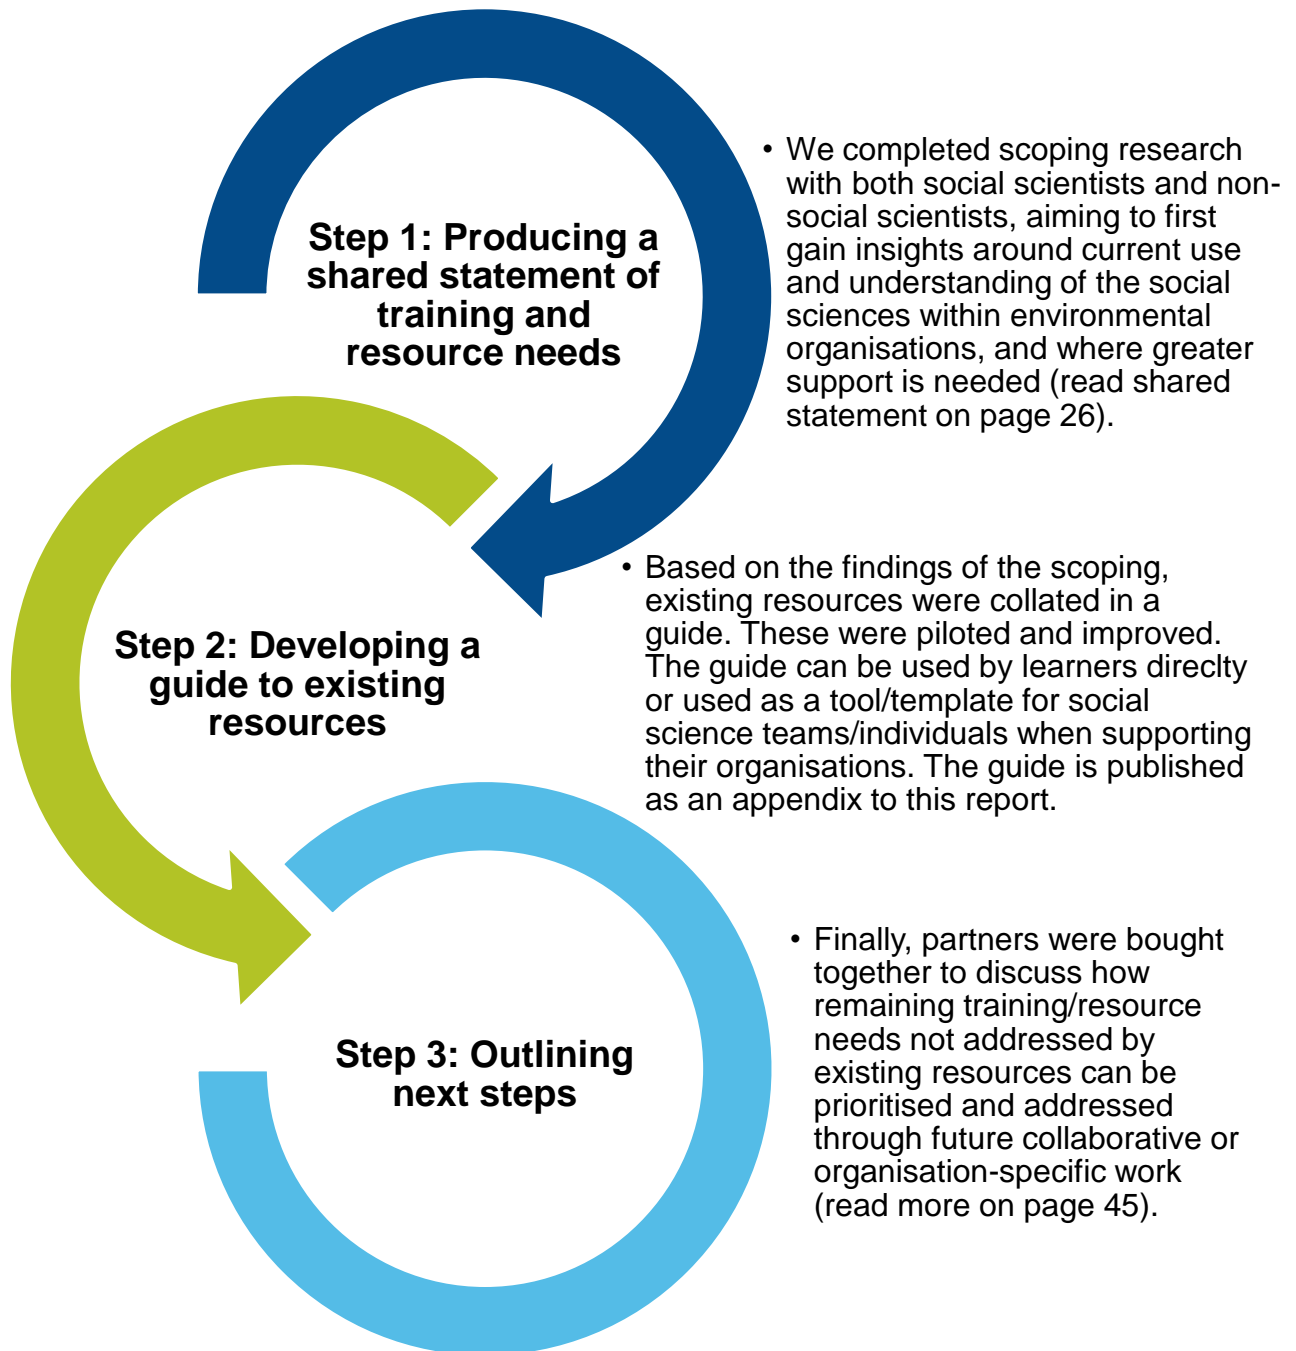 Step 1: Producing a
shared statement of
training and
resource needs
• We completed scoping research
with both social scientists and non-
social scientists, aiming to first
gain insights around current use
and understanding of the social
sciences within environmental
organisations, and where greater
support is needed (read shared
statement on page 26).
Step 2: Developing a
guide to existing
resources
• Based on the findings of the scoping,
existing resources were collated in a
guide. These were piloted and improved.
The guide can be used by learners direclty
or used as a tool/template for social
science teams/individuals when supporting
their organisations. The guide is published
as an appendix to this report.
Step 3: Outlining
next steps
• Finally, partners were bought
together to discuss how
remaining training/resource
needs not addressed by
existing resources can be
prioritised and addressed
through future collaborative or
organisation-specific work
(read more on page 45).